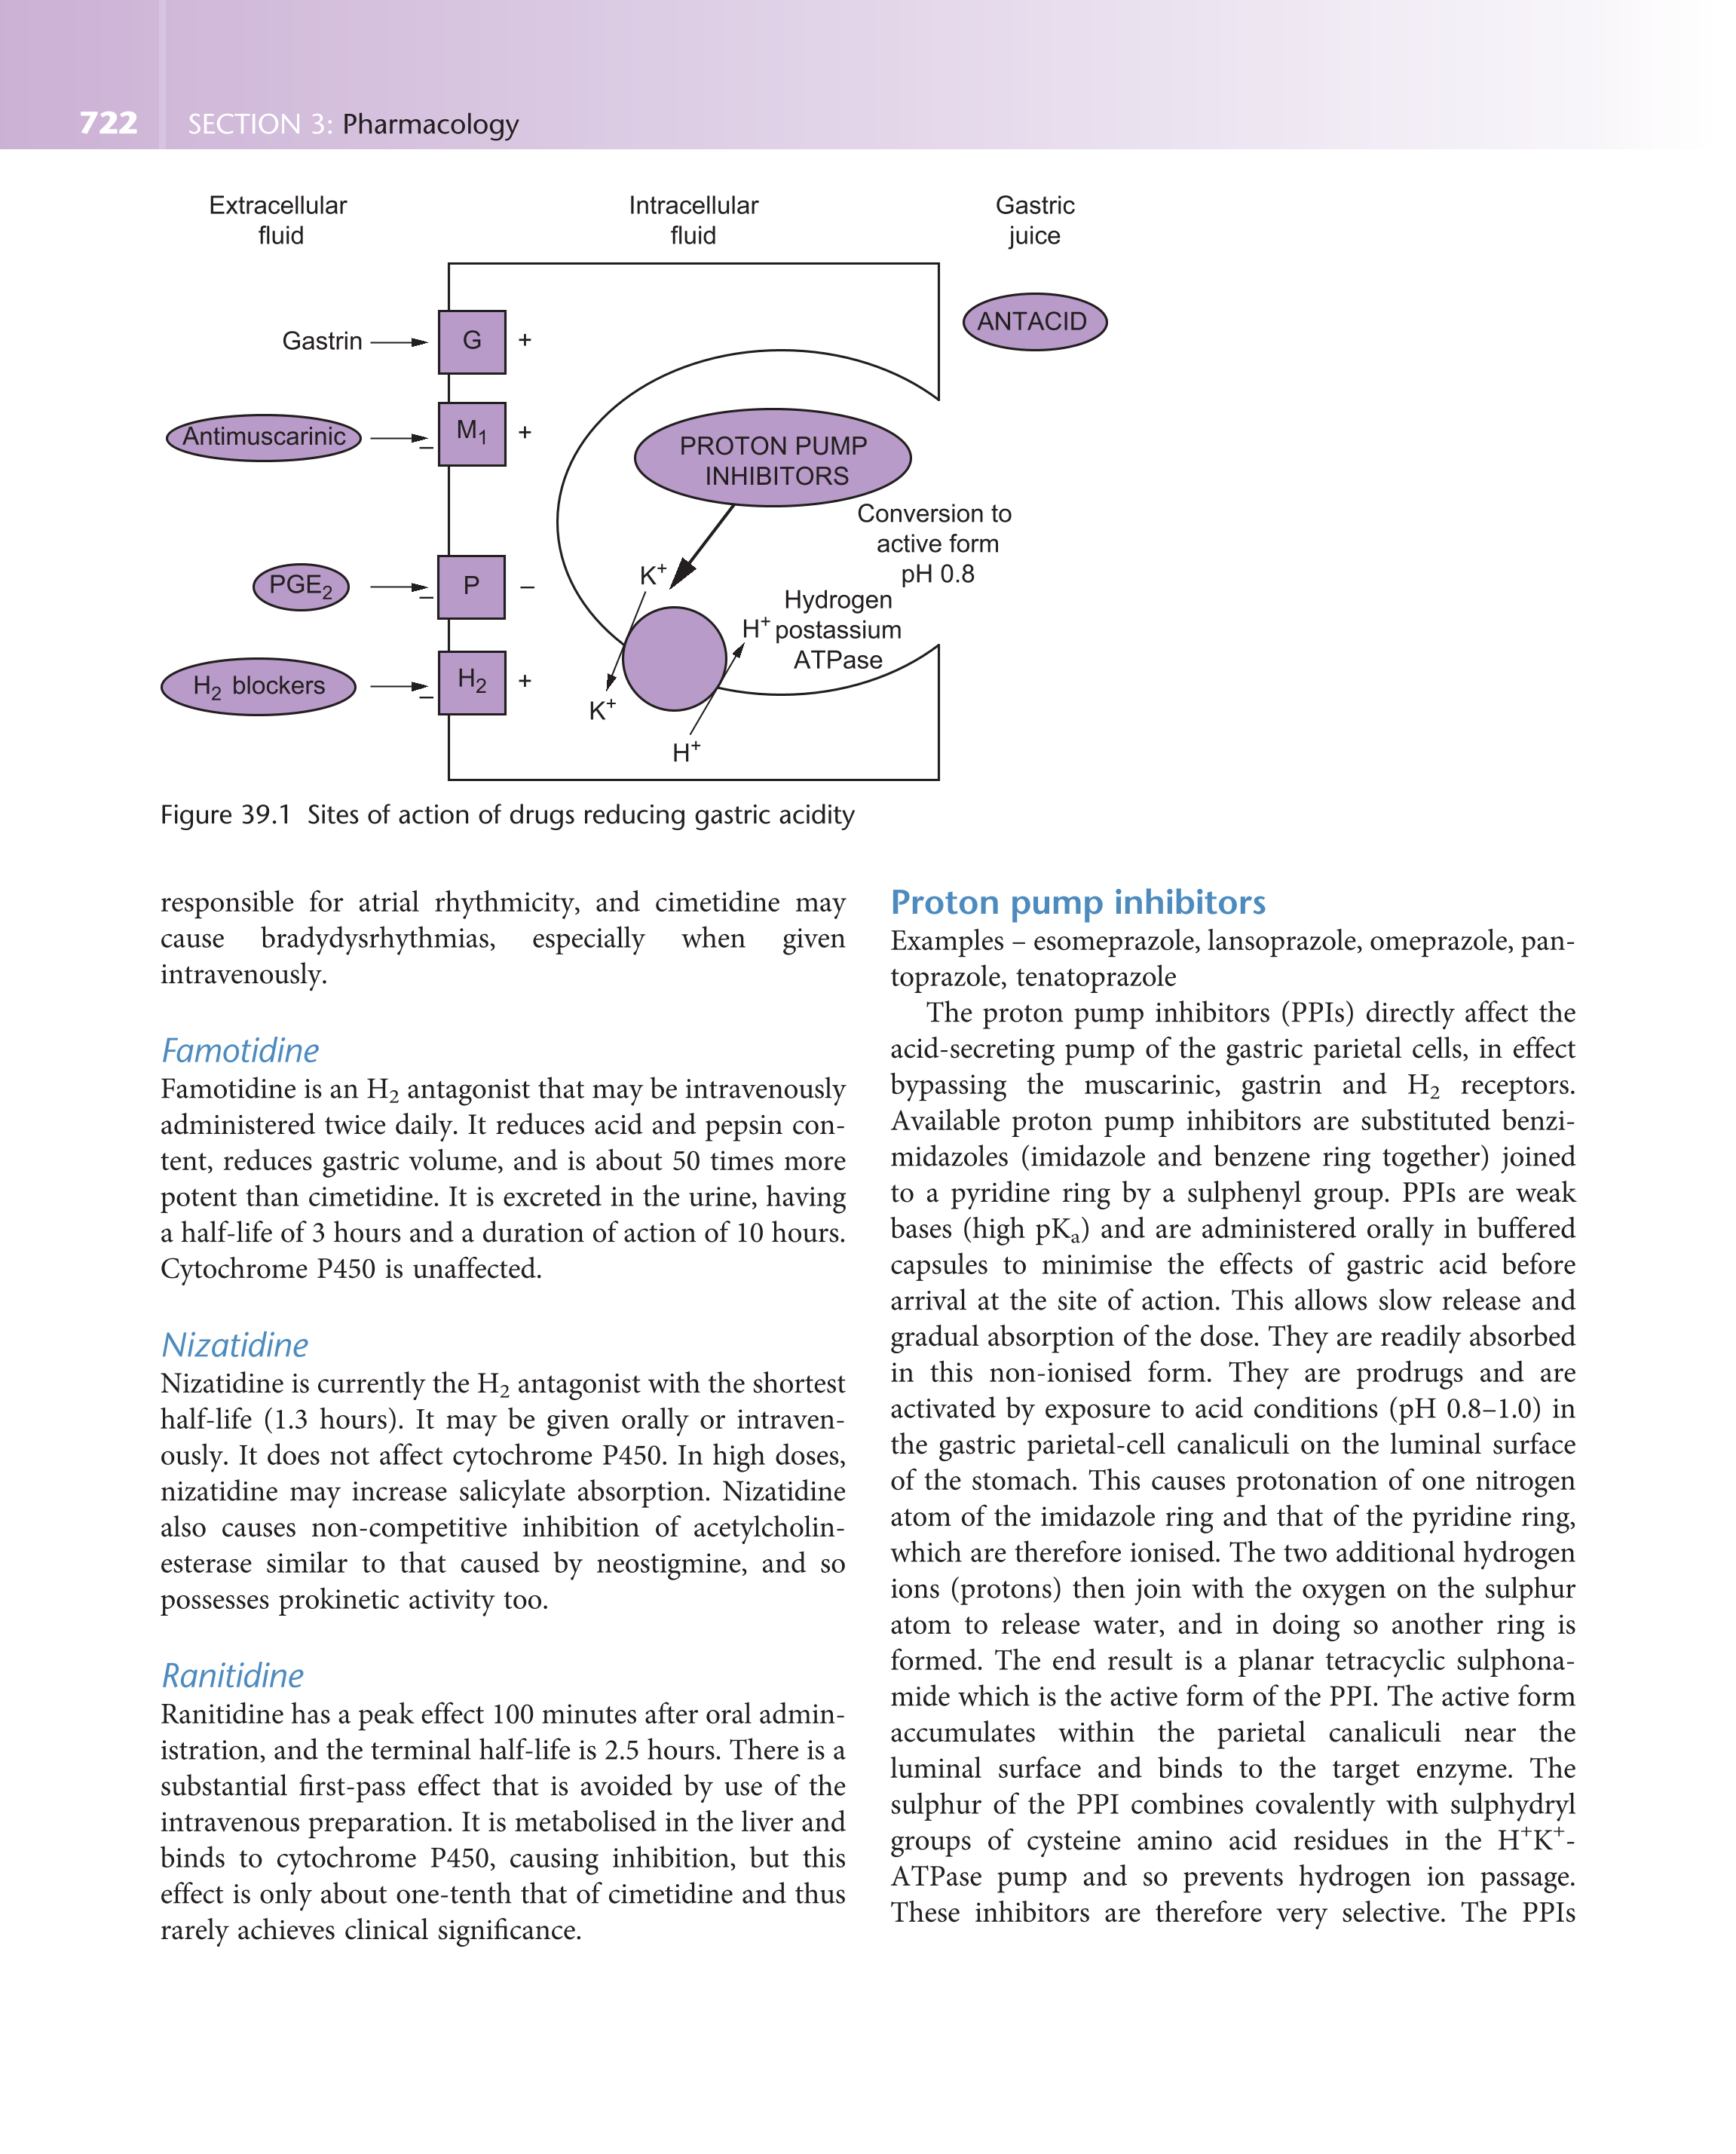 722 SECTION 3: Pharmacology
Extracellular
fluid
Intracellular
fluid
Gastric
juice
ANTACID
Gastrin
G
+
Antimuscarinic
–
M1
+
PROTON PUMP
INHIBITORS
Conversion to
active form
pH 0.8
PGE2
–
P
–
K+
Hydrogen
H+ postassium
ATPase
H2 blockers
–
H2
+
K+
H+
Figure 39.1 Sites of action of drugs reducing gastric acidity
responsible for atrial rhythmicity, and cimetidine may
cause bradydysrhythmias, especially when given
intravenously.
Famotidine
Famotidine is an H2 antagonist that may be intravenously
administered twice daily. It reduces acid and pepsin con-
tent, reduces gastric volume, and is about 50 times more
potent than cimetidine. It is excreted in the urine, having
a half-life of 3 hours and a duration of action of 10 hours.
Cytochrome P450 is unaffected.
Nizatidine
Nizatidine is currently the H2 antagonist with the shortest
half-life (1.3 hours). It may be given orally or intraven-
ously. It does not affect cytochrome P450. In high doses,
nizatidine may increase salicylate absorption. Nizatidine
also causes non-competitive inhibition of acetylcholin-
esterase similar to that caused by neostigmine, and so
possesses prokinetic activity too.
Ranitidine
Ranitidine has a peak effect 100 minutes after oral admin-
istration, and the terminal half-life is 2.5 hours. There is a
substantial first-pass effect that is avoided by use of the
intravenous preparation. It is metabolised in the liver and
binds to cytochrome P450, causing inhibition, but this
effect is only about one-tenth that of cimetidine and thus
rarely achieves clinical significance.
Proton pump inhibitors
Examples – esomeprazole, lansoprazole, omeprazole, pan-
toprazole, tenatoprazole
The proton pump inhibitors (PPIs) directly affect the
acid-secreting pump of the gastric parietal cells, in effect
bypassing the muscarinic, gastrin and H2 receptors.
Available proton pump inhibitors are substituted benzi-
midazoles (imidazole and benzene ring together) joined
to a pyridine ring by a sulphenyl group. PPIs are weak
bases (high pKa) and are administered orally in buffered
capsules to minimise the effects of gastric acid before
arrival at the site of action. This allows slow release and
gradual absorption of the dose. They are readily absorbed
in this non-ionised form. They are prodrugs and are
activated by exposure to acid conditions (pH 0.8–1.0) in
the gastric parietal-cell canaliculi on the luminal surface
of the stomach. This causes protonation of one nitrogen
atom of the imidazole ring and that of the pyridine ring,
which are therefore ionised. The two additional hydrogen
ions (protons) then join with the oxygen on the sulphur
atom to release water, and in doing so another ring is
formed. The end result is a planar tetracyclic sulphona-
mide which is the active form of the PPI. The active form
accumulates within the parietal canaliculi near the
luminal surface and binds to the target enzyme. The
sulphur of the PPI combines covalently with sulphydryl
groups of cysteine amino acid residues in the H+K+-
ATPase pump and so prevents hydrogen ion passage.
These inhibitors are therefore very selective. The PPIs